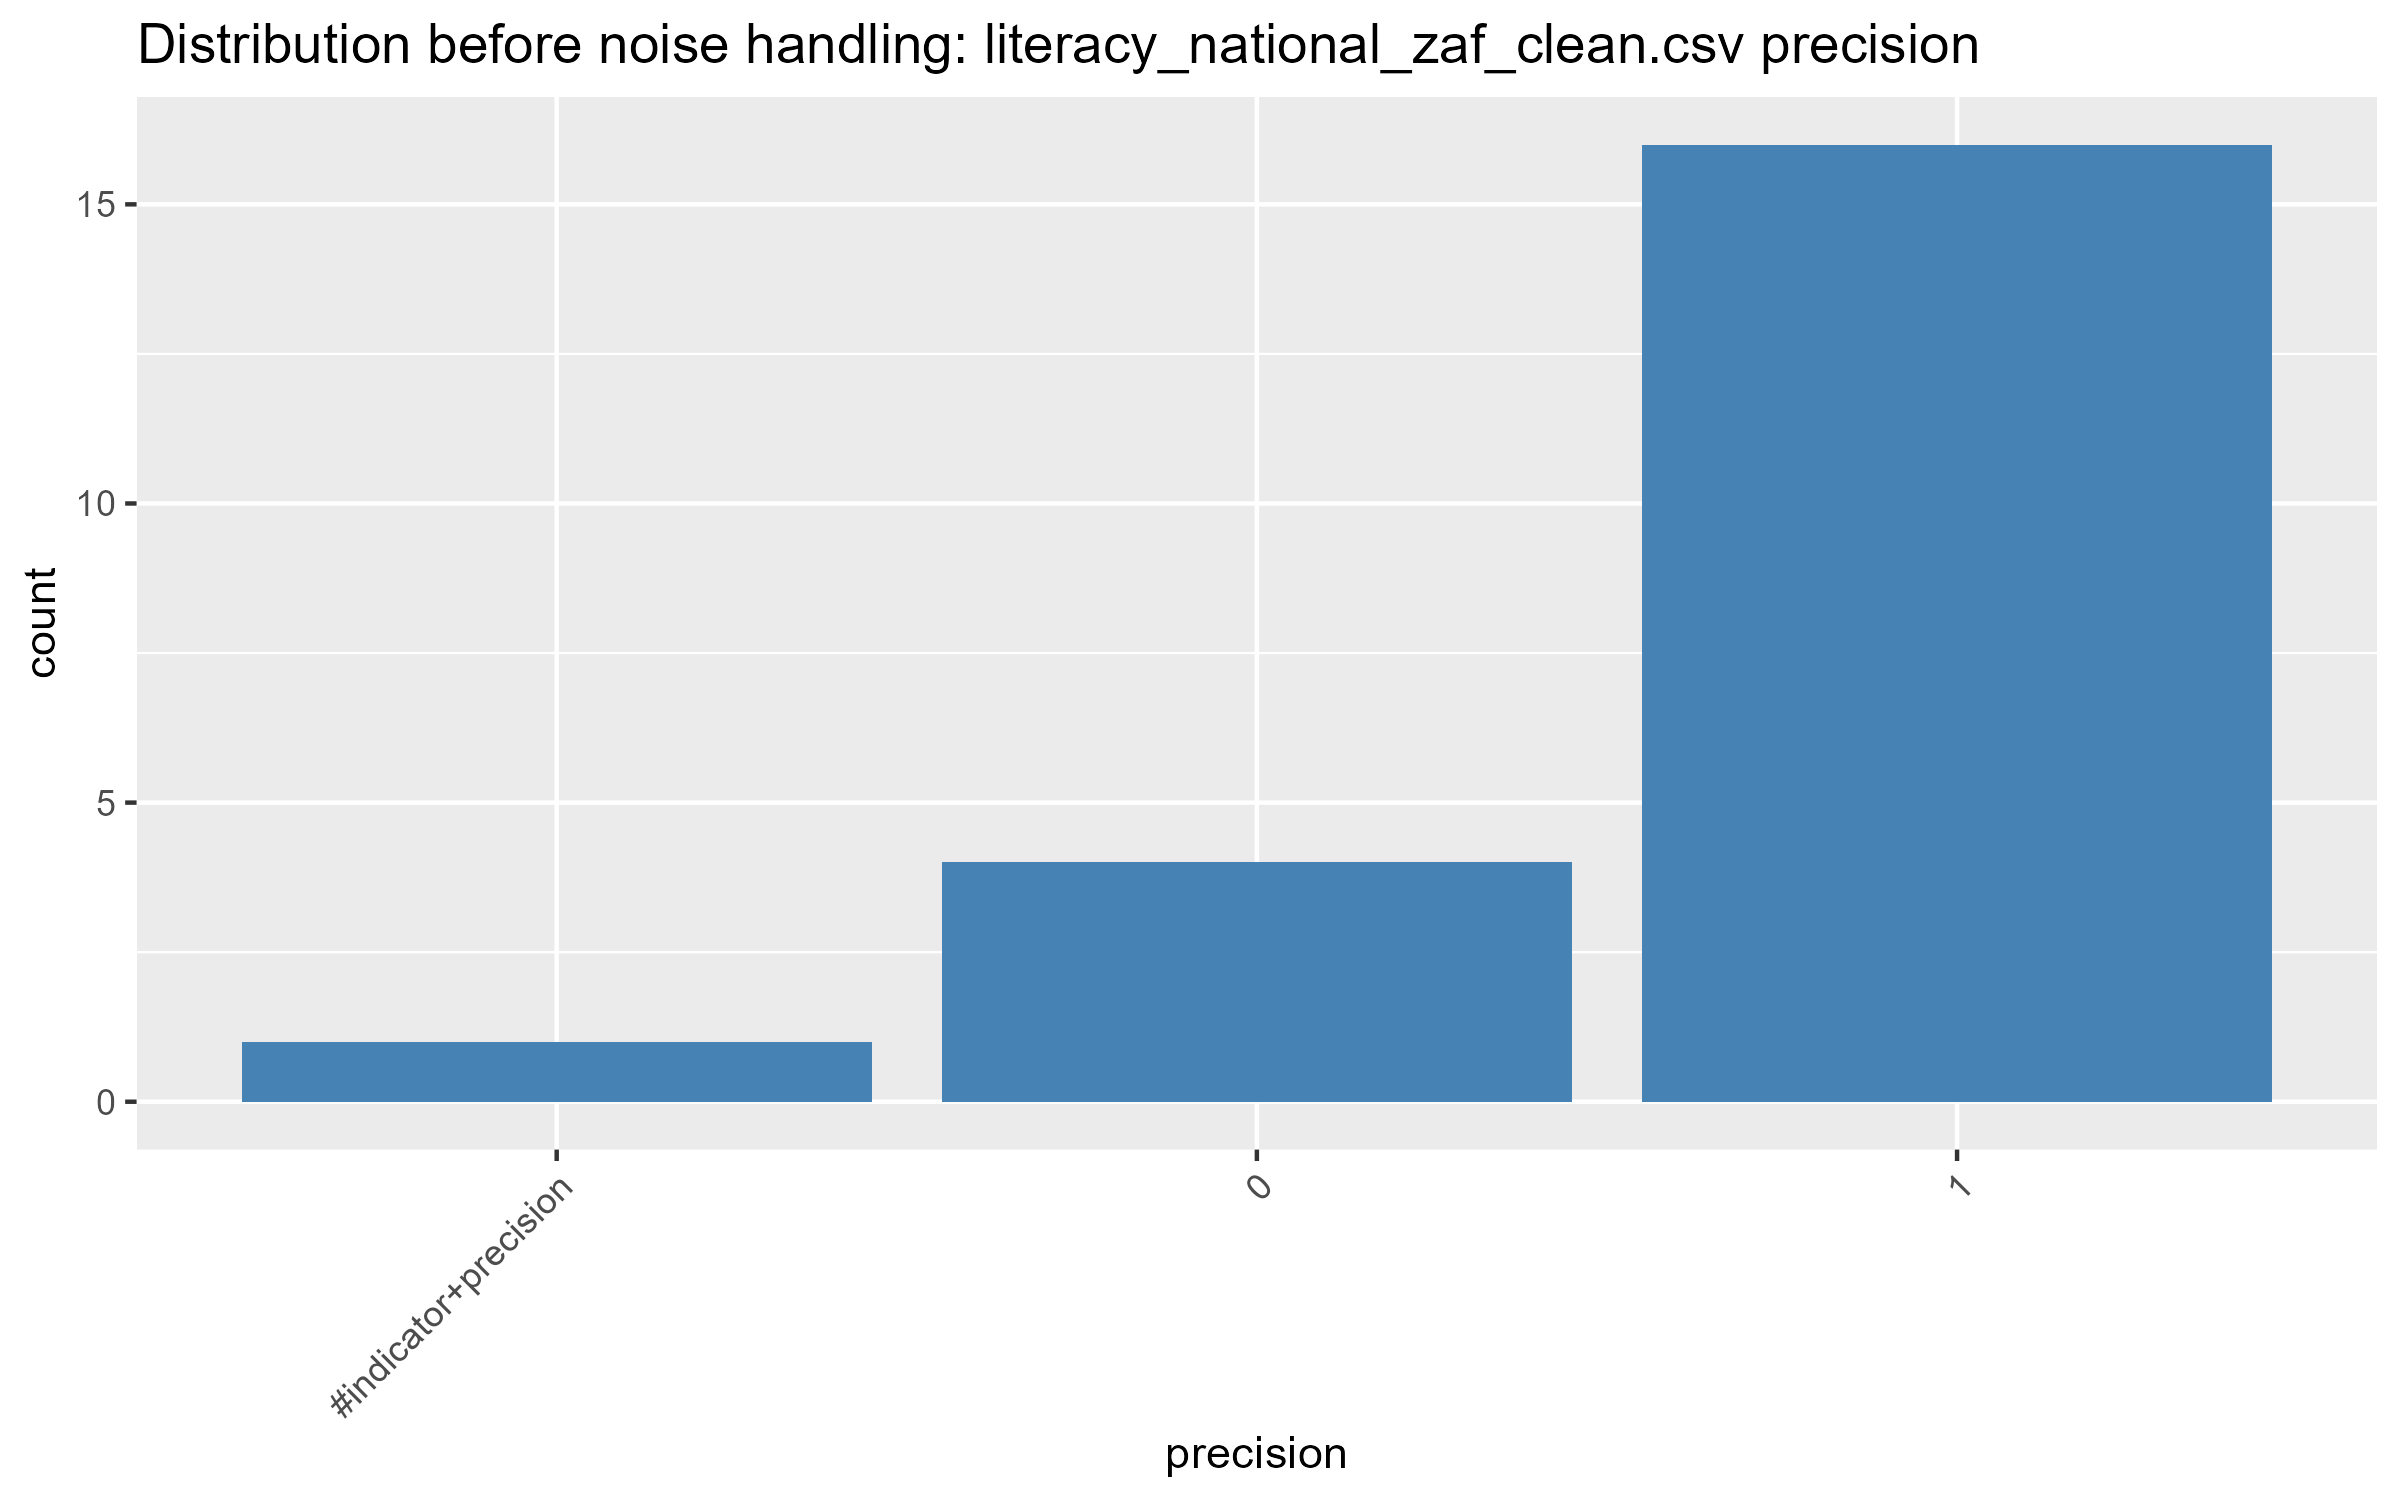 Distribution before noise handling: literacy_national_zaf_clean.csv precision
count
15
10
5
0
#indicator+precision
0
1
precision